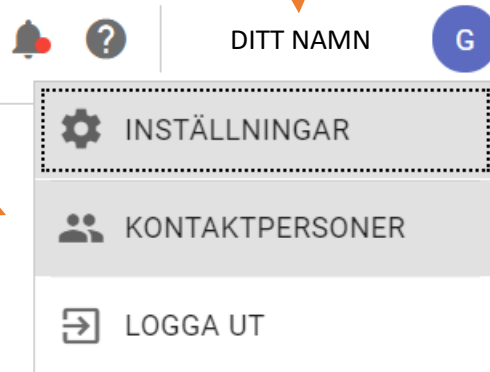 DITT NAMN
G
INSTÄLLNINGAR
KONTAKTPERSONER
LOGGA UT